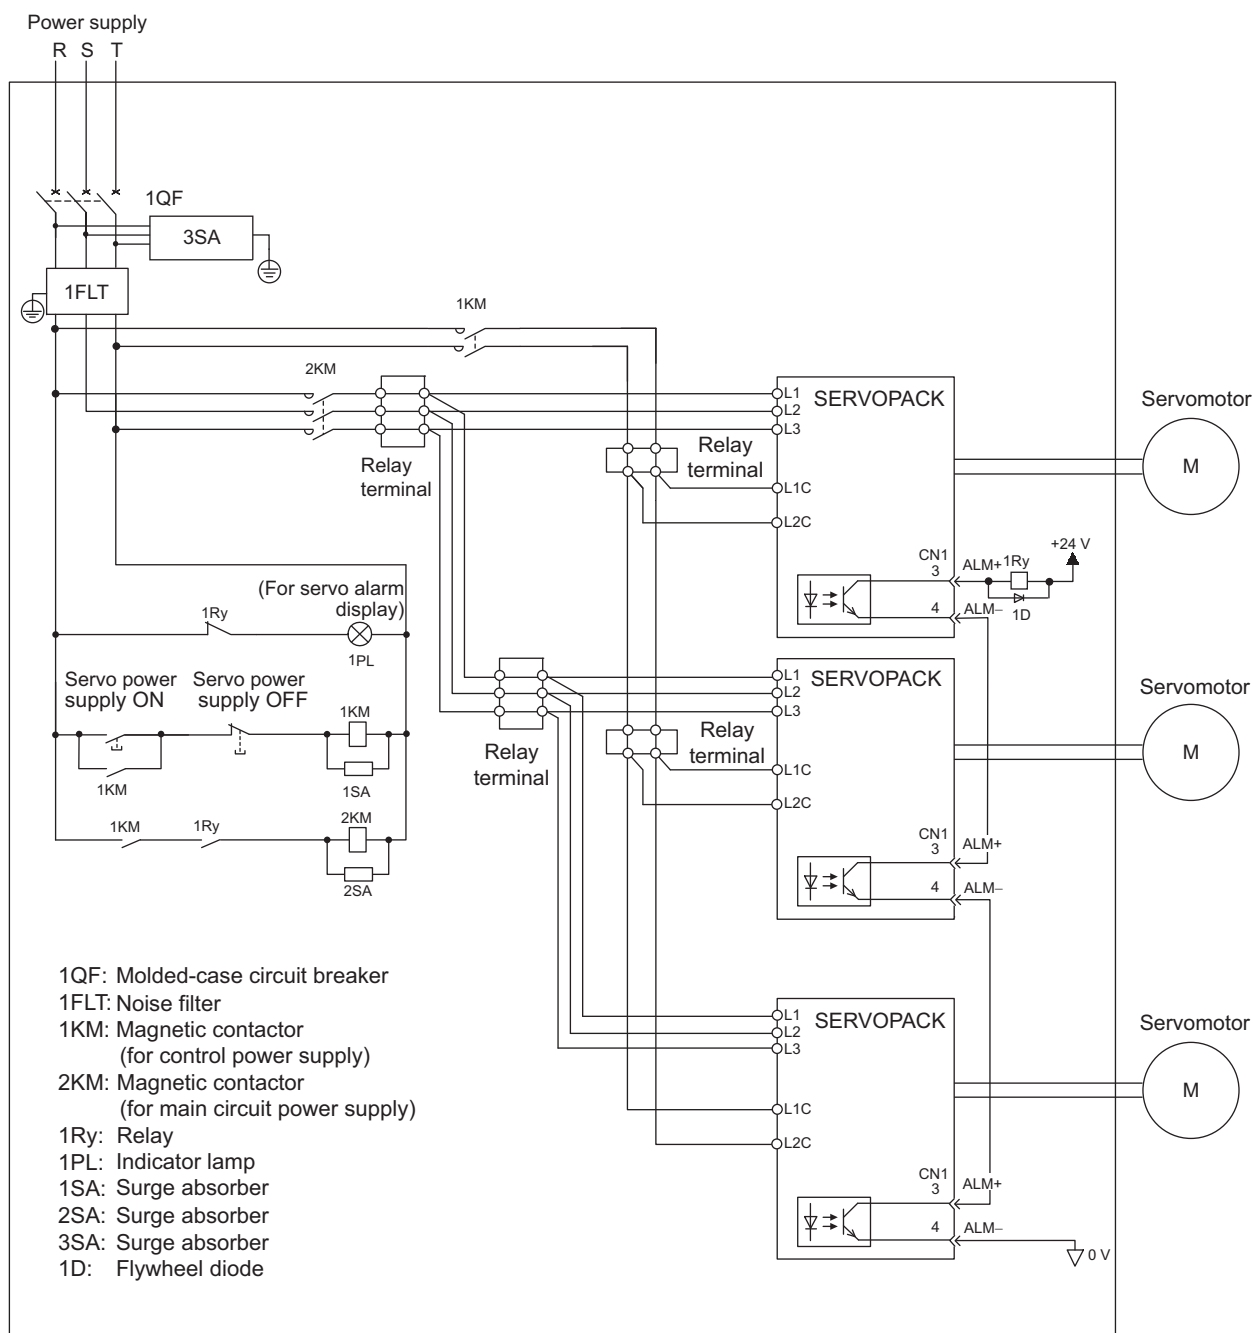 Power supply
R S T
1QF
3SA
1FLT
1KM
2KM
Relay
terminal
L1
L2
L3
SERVOPACK
Servomotor
M
Relay
terminal
L1C
L2C
CN1
3
ALM+
1Ry
+24 V
1D
4
ALM−
(For servo alarm
display)
1Ry
1PL
Servo power
supply ON
Servo power
supply OFF
1KM
1KM
1SA
1KM
1Ry
2KM
2SA
Relay
terminal
L1
L2
L3
SERVOPACK
Servomotor
M
Relay
terminal
L1C
L2C
CN1
3
ALM+
4
ALM−
L1
L2
L3
SERVOPACK
Servomotor
M
L1C
L2C
CN1
3
ALM+
4
ALM−
0 V
1QF: Molded-case circuit breaker
1FLT: Noise filter
1KM: Magnetic contactor
(for control power supply)
2KM: Magnetic contactor
(for main circuit power supply)
1Ry: Relay
1PL: Indicator lamp
1SA: Surge absorber
2SA: Surge absorber
3SA: Surge absorber
1D: Flywheel diode